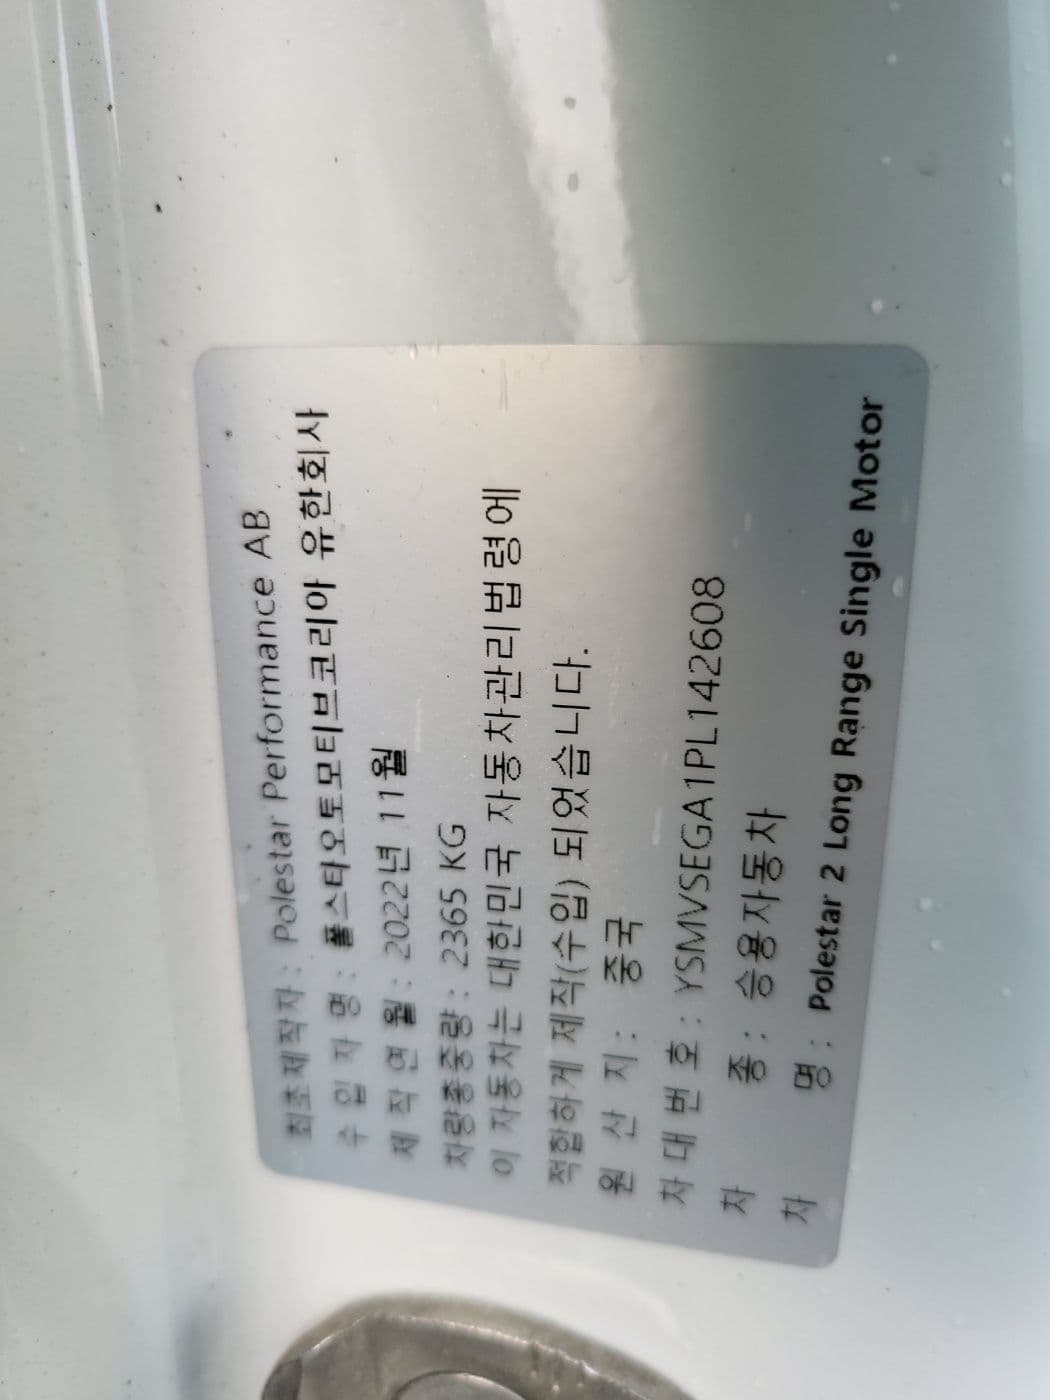 최초제작자 : Polestar Performance AB
수 입 자 명 : 폴스타오토모티브코리아 유한회사
제 작 연 월 : 2022년 11월
차량총중량 : 2365 KG
이 자동차는 대한민국 자동차관리법령에
적합하게 제작(수입) 되었습니다.
원 산 지 : 중국
차 대 번 호 : YSMVSEGA1PL142608
차 종 : 승용자동차
차 명 : Polestar 2 Long Range Single Motor